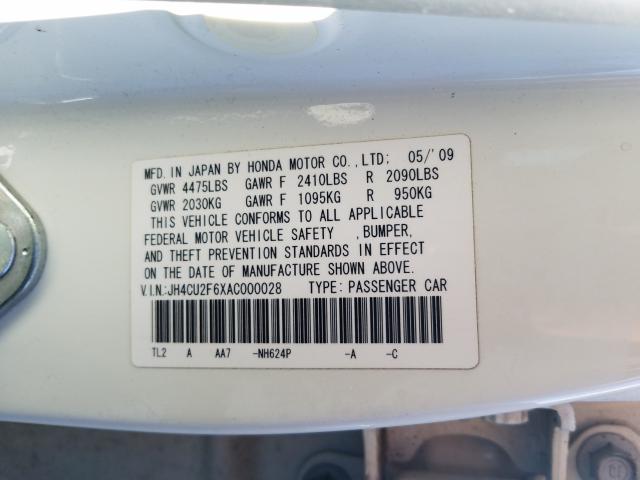 MFD. IN JAPAN BY HONDA MOTOR CO.,LTD; 05/'09
GVWR 4475LBS GAWR F 2410LBS R 2090LBS
GVWR 2030KG GAWR F 1095KG R 950KG
THIS VEHICLE CONFORMS TO ALL APPLICABLE
FEDERAL MOTOR VEHICLE SAFETY ,BUMPER,
AND THEFT PREVENTION STANDARDS IN EFFECT
ON THE DATE OF MANUFACTURE SHOWN ABOVE.
V.I.N.:JH4CU2F6XAC000028 TYPE: PASSENGER CAR
TL2 A AA7 -NH624P -A -C